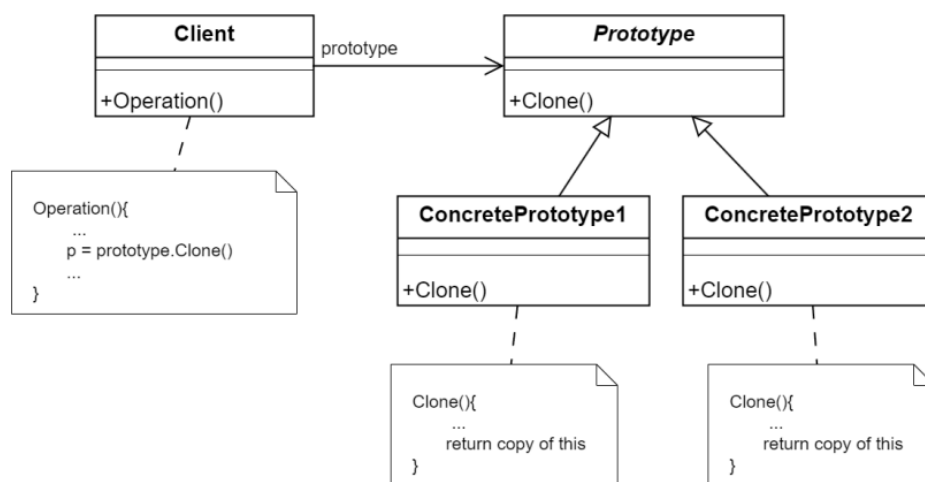 Client
+Operation()
prototype
Prototype
+Clone()
Operation(){
...
p = prototype.Clone()
...
}
ConcretePrototype1
+Clone()
ConcretePrototype2
+Clone()
Clone(){
...
return copy of this
}
Clone(){
...
return copy of this
}